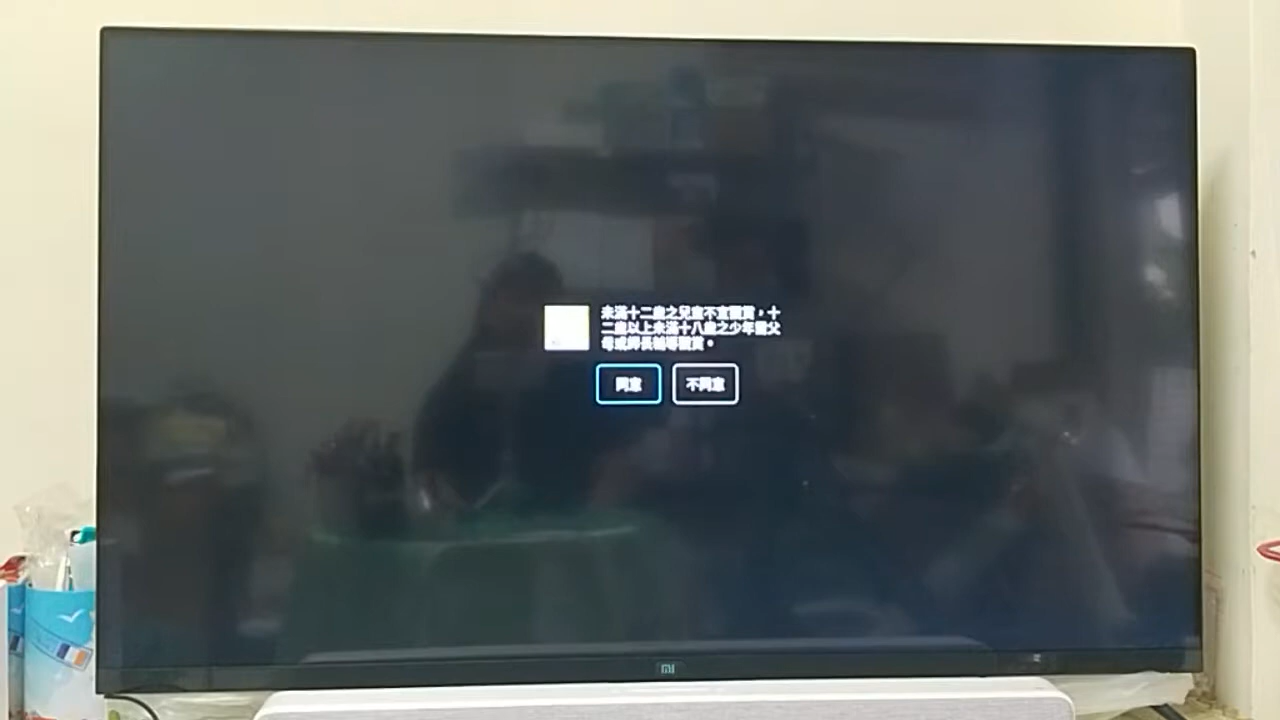 未滿十二歲之兒童不宜觀賞，十
二歲以上未滿十八歲之少年需父
母或師長輔導觀賞。
同意 不同意
mi